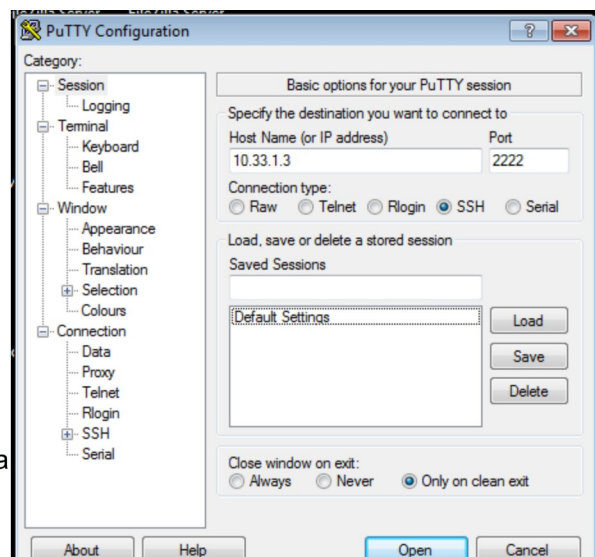 PuTTY Configuration
Category:
Session
Logging
Terminal
Keyboard
Bell
Features
Window
Appearance
Behaviour
Translation
Selection
Colours
Connection
Data
Proxy
Telnet
Rlogin
SSH
Serial
Basic options for your PuTTY session
Specify the destination you want to connect to
Host Name (or IP address) Port
10.33.1.3 2222
Connection type:
Raw Telnet Rlogin SSH Serial
Load, save or delete a stored session
Saved Sessions
Default Settings
Load
Save
Delete
Close window on exit:
Always Never Only on clean exit
About Help Open Cancel
a